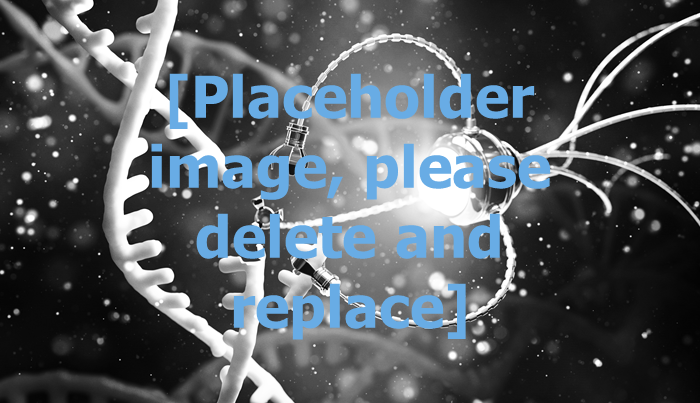 [Placeholder
image, please
delete and
replace]